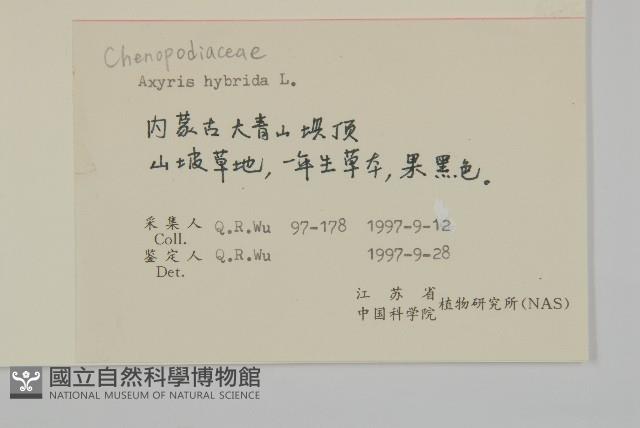 Chenopodiaceae
Axyris hybrida L.
内蒙古大青山坝顶
山坡草地，一年生草本，果黑色。
采集人 Q.R.Wu 97-178 1997-9-12
Coll.
鉴定人 Q.R.Wu 1997-9-28
Det.
江苏省
中国科学院 植物研究所(NAS)
國立自然科學博物館
NATIONAL MUSEUM OF NATURAL SCIENCE